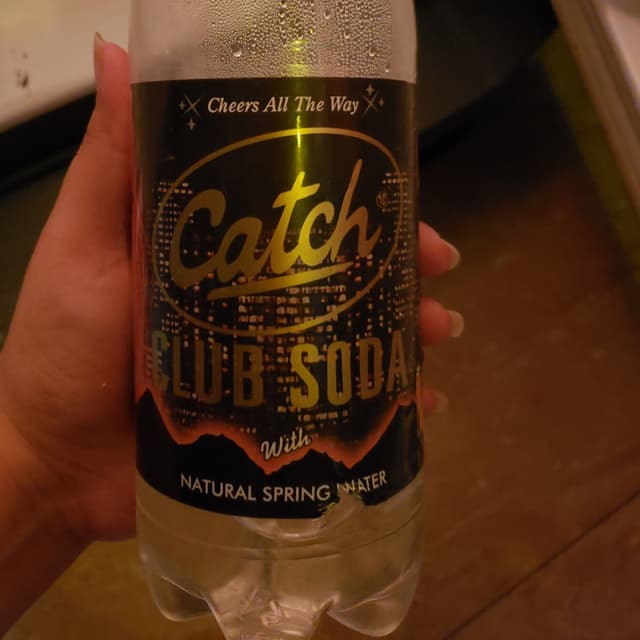 Cheers All The Way
Catch
CLUB SODA
With
NATURAL SPRING WATER